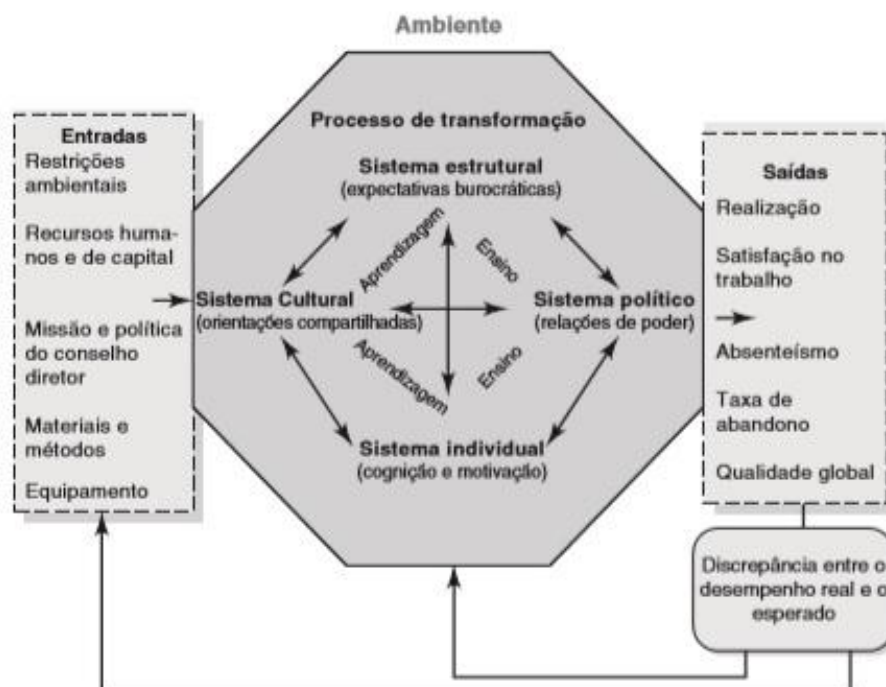 Ambiente
Entradas
Restrições
ambientais
Recursos huma-
nos e de capital
Missão e política
do conselho
diretor
Materiais e
métodos
Equipamento
Processo de transformação
Sistema estrutural
(expectativas burocráticas)
Aprendizagem
Ensino
Sistema Cultural
(orientações compartilhadas)
Sistema político
(relações de poder)
Aprendizagem
Ensino
Sistema individual
(cognição e motivação)
Saídas
Realização
Satisfação no
trabalho
Absenteísmo
Taxa de
abandono
Qualidade global
Discrepância entre o
desempenho real e o
esperado